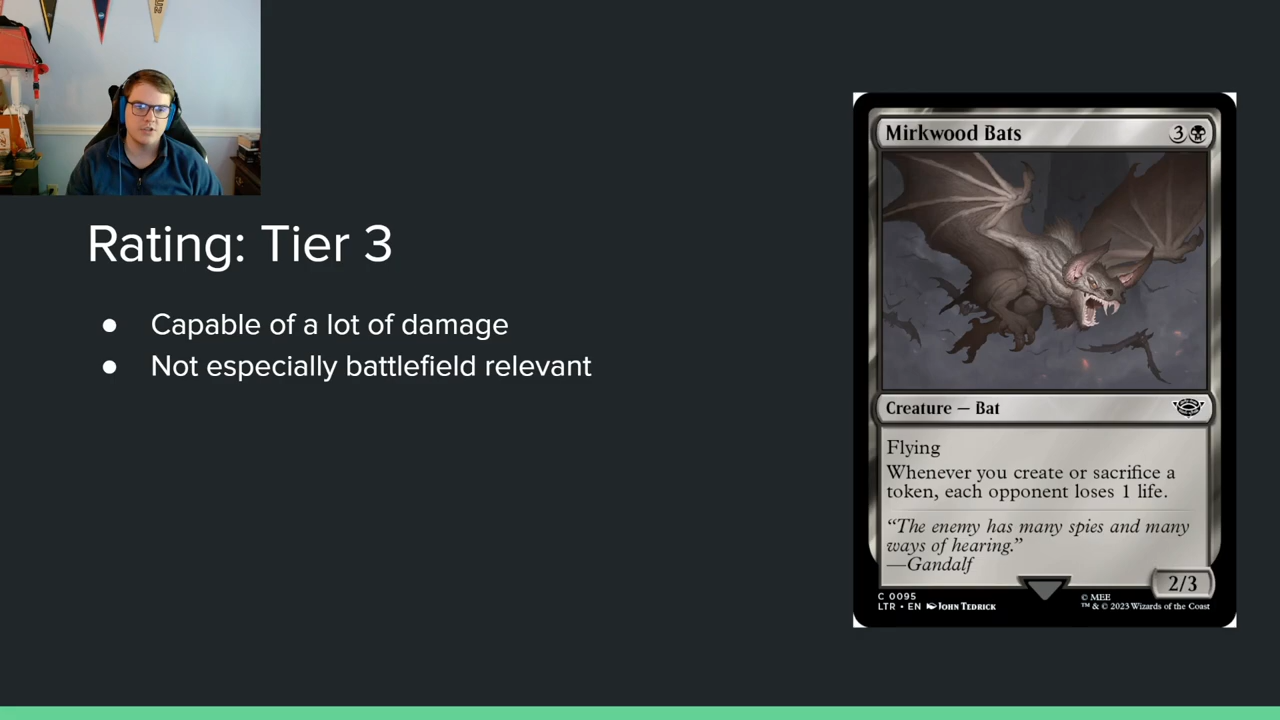 Rating: Tier 3
● Capable of a lot of damage
● Not especially battlefield relevant
Mirkwood Bats 3
Creature — Bat
Flying
Whenever you create or sacrifice a
token, each opponent loses 1 life.
“The enemy has many spies and many
ways of hearing.”
—Gandalf
2/3
C 0095
LTR • EN JOHN TEDRICK
© MEE
™ & © 2023 Wizards of the Coast